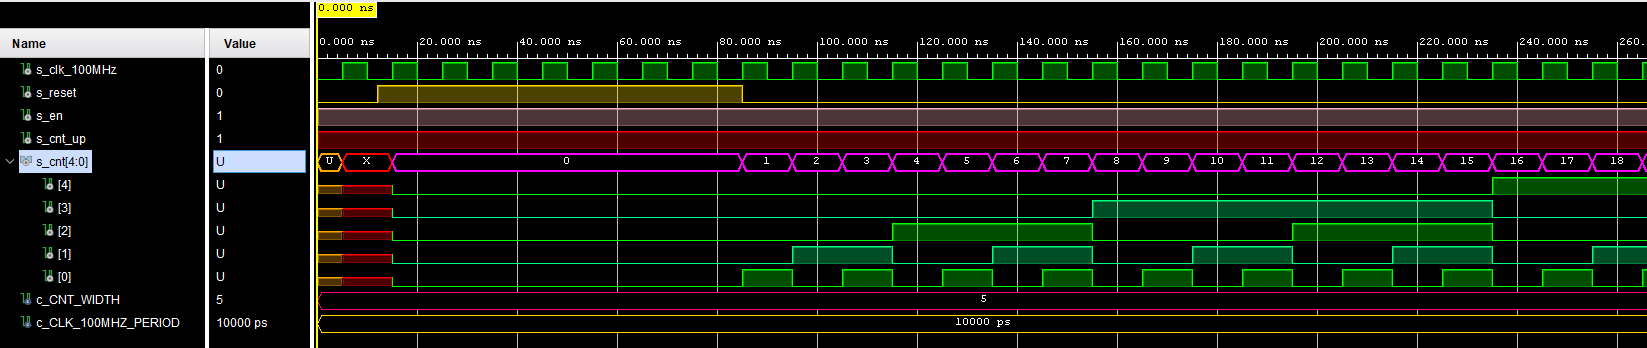 0.000 ns
Name Value
0.000 ns 20.000 ns 40.000 ns 60.000 ns 80.000 ns 100.000 ns 120.000 ns 140.000 ns 160.000 ns 180.000 ns 200.000 ns 220.000 ns 240.000 ns 260.
s_clk_100MHz 0
s_reset 0
s_en 1
s_cnt_up 1
s_cnt[4:0] U U X 0 1 2 3 4 5 6 7 8 9 10 11 12 13 14 15 16 17 18
[4] U
[3] U
[2] U
[1] U
[0] U
c_CNT_WIDTH 5 5
c_CLK_100MHZ_PERIOD 10000 ps 10000 ps